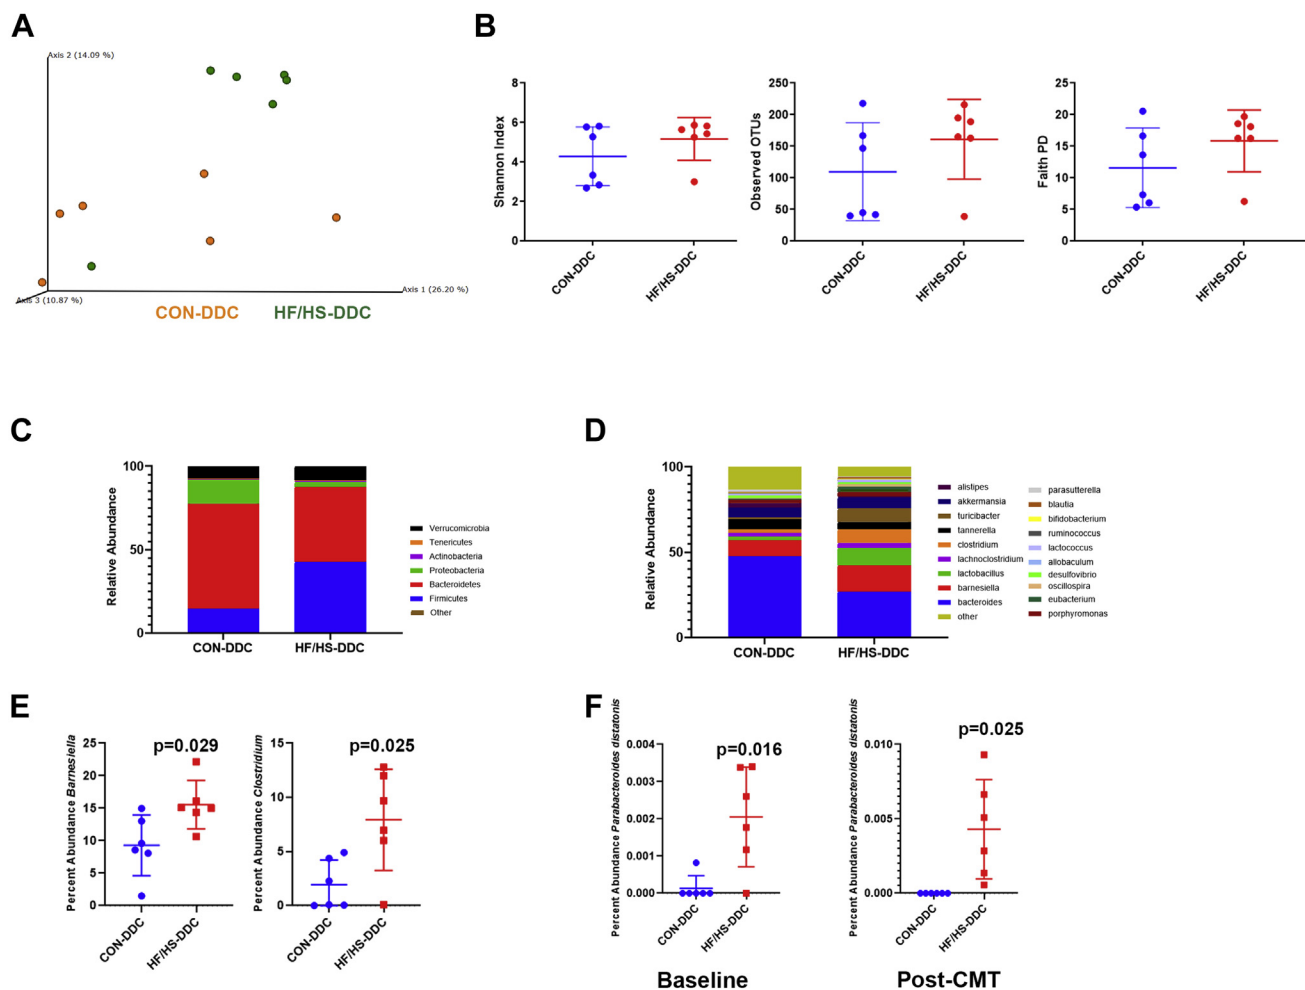 A
Axis 2 (14.09 %)
Axis 3 (10.87 %)
Axis 1 (26.20 %)
CON-DDC
HF/HS-DDC
B
Shannon Index
8
6
4
2
0
CON-DDC
HF/HS-DDC
Observed OTUs
250
200
150
100
50
0
CON-DDC
HF/HS-DDC
Faith PD
25
20
15
10
5
0
CON-DDC
HF/HS-DDC
C
Relative Abundance
100
50
0
CON-DDC
HF/HS-DDC
Verrucomicrobia
Tenericutes
Actinobacteria
Proteobacteria
Bacteroidetes
Firmicutes
Other
D
Relative Abundance
100
50
0
CON-DDC
HF/HS-DDC
alistipes
akkermansia
turicibacter
tannerella
clostridium
lachnoclostridium
lactobacillus
barnesiella
bacteroides
other
parasutterella
blautia
bifidobacterium
ruminococcus
lactococcus
allobaculum
desulfovibrio
oscillospira
eubacterium
porphyromonas
E
Percent Abundance Barnesiella
25
20
15
10
5
0
p=0.029
CON-DDC
HF/HS-DDC
Percent Abundance Clostridium
15
10
5
0
p=0.025
CON-DDC
HF/HS-DDC
F
Percent Abundance Parabacteroides distatonis
0.004
0.003
0.002
0.001
0.000
p=0.016
CON-DDC
HF/HS-DDC
Baseline
Percent Abundance Parabacteroides distatonis
0.010
0.005
0.000
p=0.025
CON-DDC
HF/HS-DDC
Post-CMT